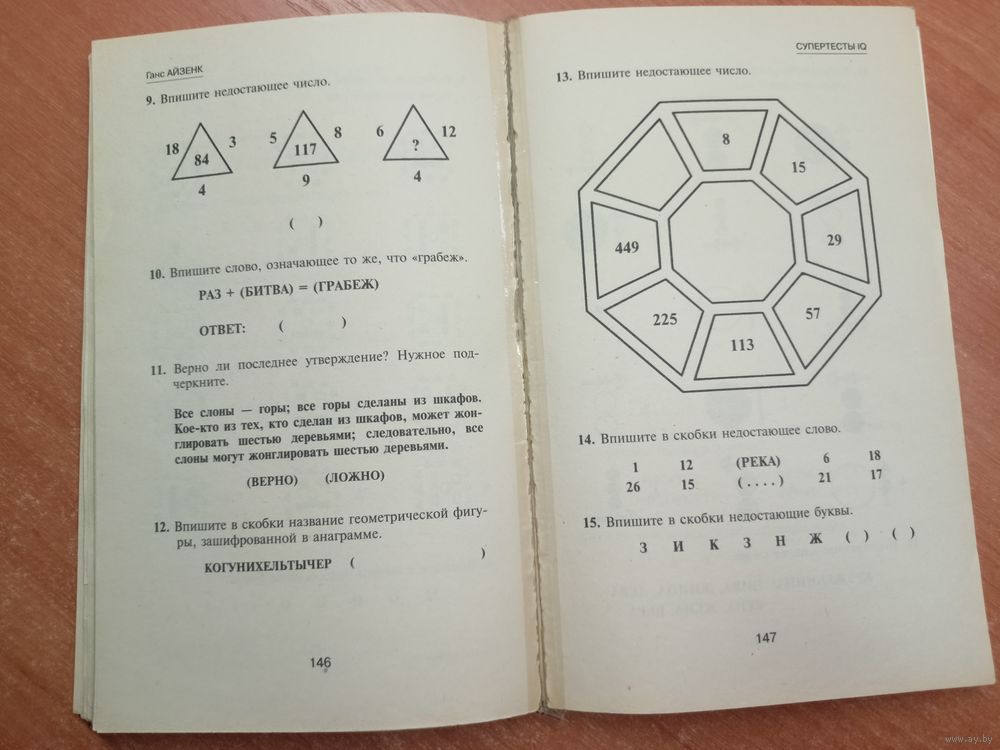 Ганс АЙЗЕНК
9. Впишите недостающее число.
18 84 3 4
5 117 8 9
6 ? 12 4
( )
10. Впишите слово, означающее то же, что «грабеж».
РАЗ + (БИТВА) = (ГРАБЕЖ)
ОТВЕТ: ( )
11. Верно ли последнее утверждение? Нужное под-
черкните.
Все слоны — горы; все горы сделаны из шкафов.
Кое-кто из тех, кто сделан из шкафов, может жон-
глировать шестью деревьями; следовательно, все
слоны могут жонглировать шестью деревьями.
(ВЕРНО) (ЛОЖНО)
12. Впишите в скобки название геометрической фигу-
ры, зашифрованной в анаграмме.
КОГУНИХЕЛЬТЫЧЕР ( )
146
СУПЕРТЕСТЫ IQ
13. Впишите недостающее число.
8
15
29
57
113
225
449
14. Впишите в скобки недостающее слово.
1 12 (РЕКА) 6 18
26 15 (....) 21 17
15. Впишите в скобки недостающие буквы.
З И К З Н Ж ( ) ( )
147
www.ay.by